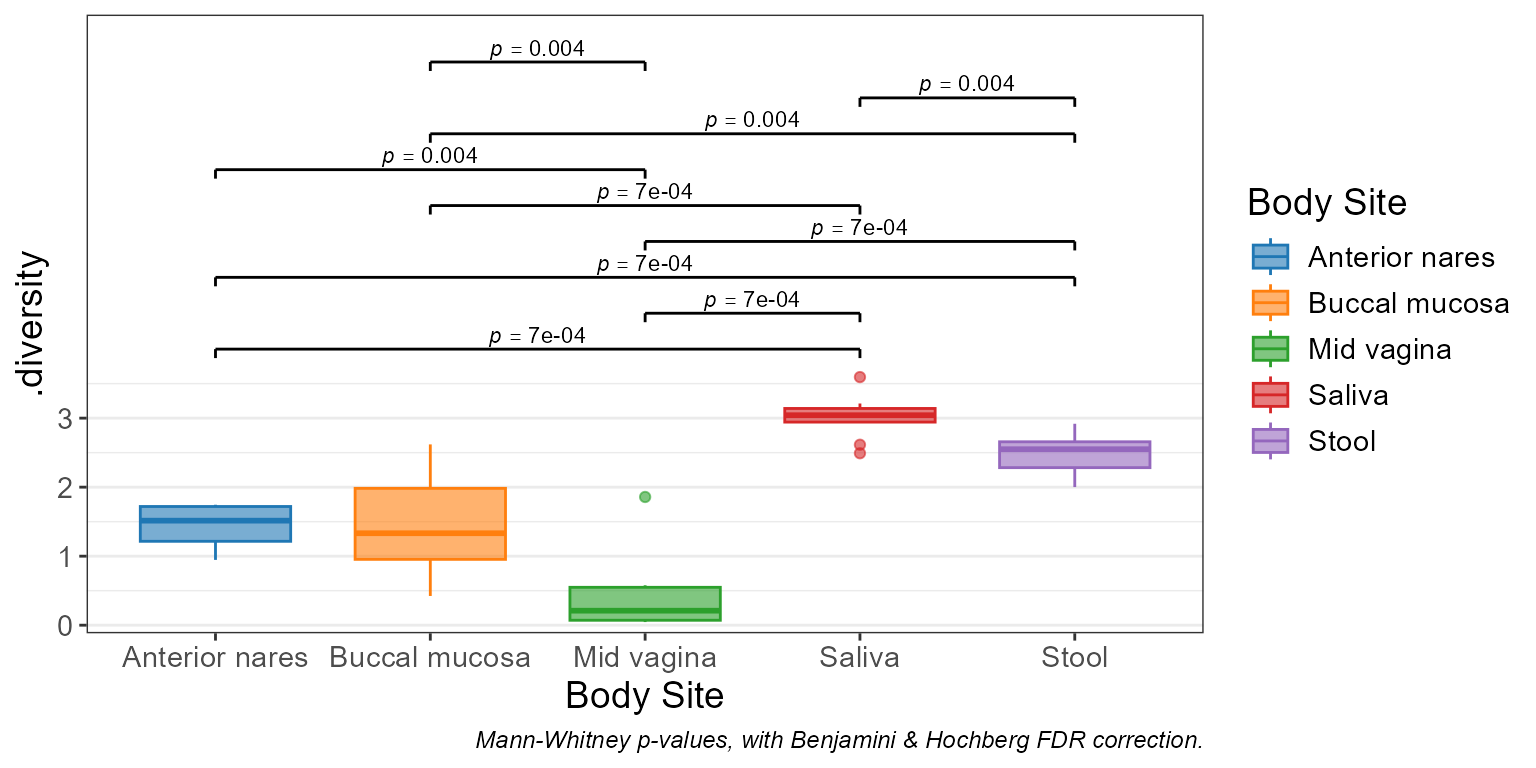 p = 0.004
p = 0.004
p = 0.004
p = 0.004
p = 7e-04
p = 7e-04
p = 7e-04
p = 7e-04
p = 7e-04
.diversity
3
2
1
0
Anterior nares
Buccal mucosa
Mid vagina
Saliva
Stool
Body Site
Mann-Whitney p-values, with Benjamini & Hochberg FDR correction.
Body Site
Anterior nares
Buccal mucosa
Mid vagina
Saliva
Stool